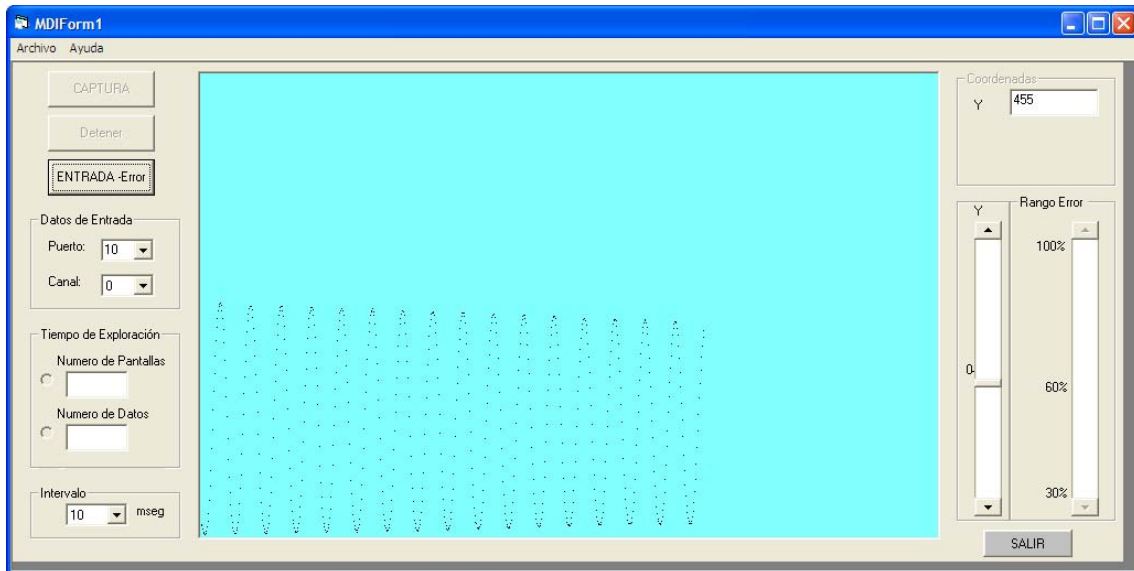 MDIForm1
Archivo Ayuda
CAPTURA
Detener
ENTRADA -Error
Datos de Entrada
Puerto: 10
Canal: 0
Tiempo de Exploración
Numero de Pantallas
Numero de Datos
Intervalo
10 mseg
Coordenadas
Y 455
Y
0-
Rango Error
100%
60%
30%
SALIR